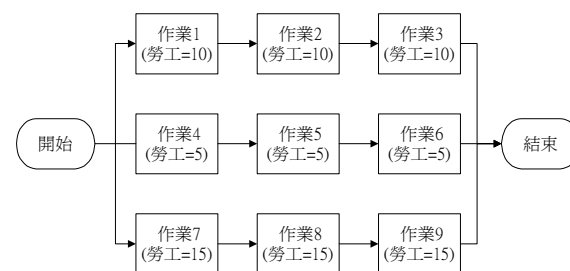 作業1
(勞工=10)
作業2
(勞工=10)
作業3
(勞工=10)
開始
作業4
(勞工=5)
作業5
(勞工=5)
作業6
(勞工=5)
結束
作業7
(勞工=15)
作業8
(勞工=15)
作業9
(勞工=15)